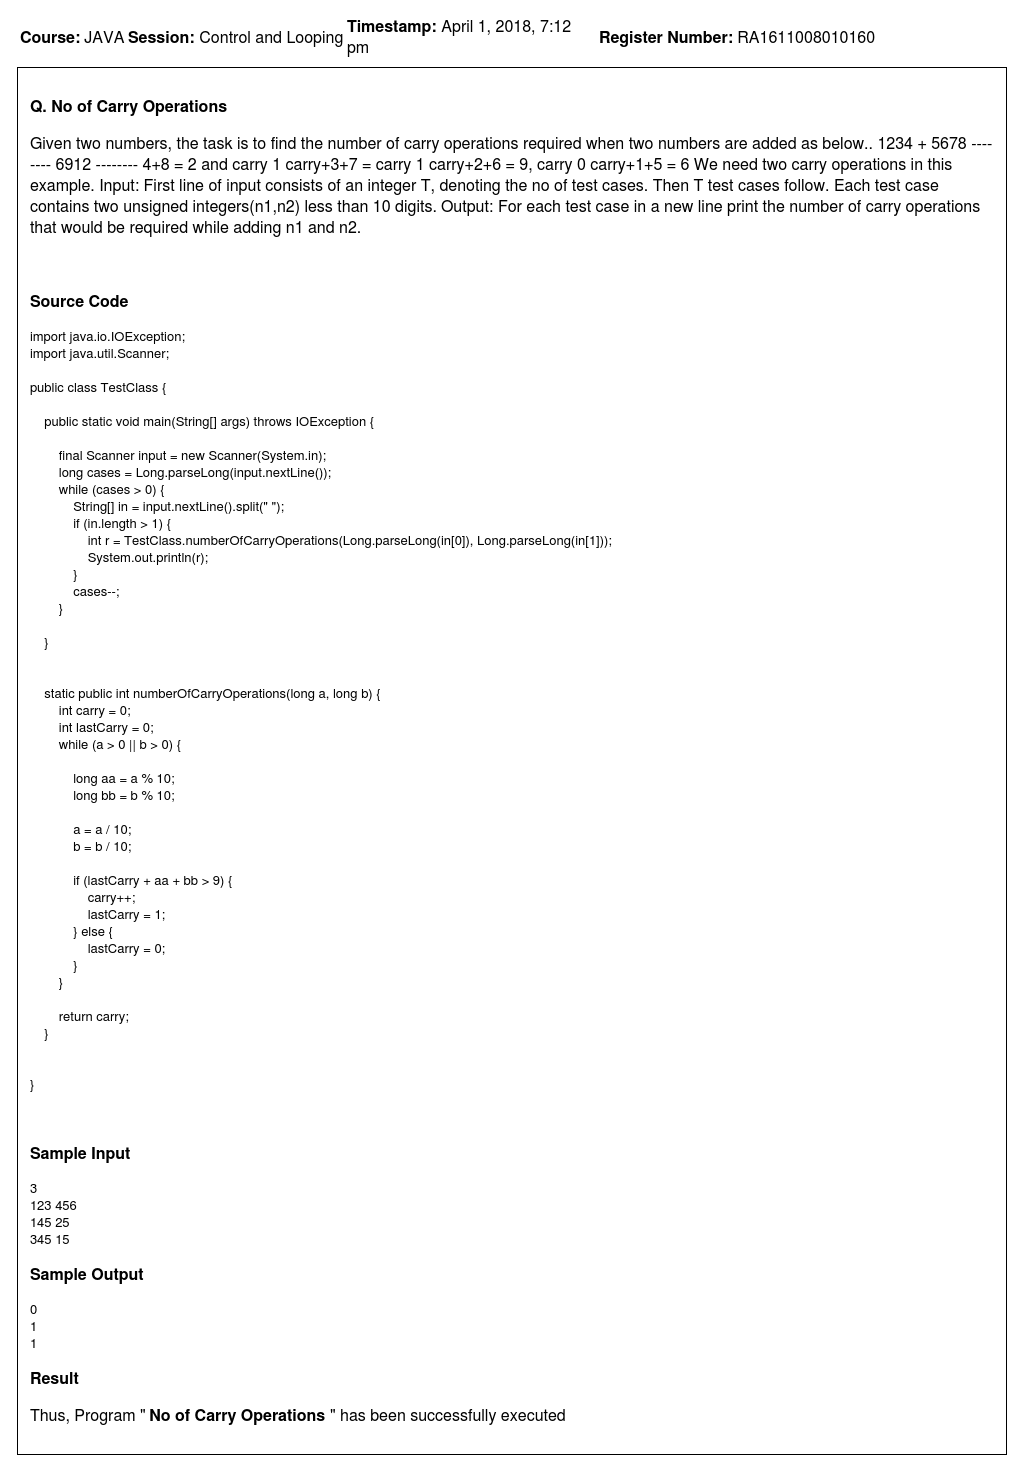 Course: JAVA Session: Control and Looping Timestamp: April 1, 2018, 7:12 pm Register Number: RA1611008010160
Q. No of Carry Operations
Given two numbers, the task is to find the number of carry operations required when two numbers are added as below.. 1234 + 5678 ----
---- 6912 -------- 4+8 = 2 and carry 1 carry+3+7 = carry 1 carry+2+6 = 9, carry 0 carry+1+5 = 6 We need two carry operations in this
example. Input: First line of input consists of an integer T, denoting the no of test cases. Then T test cases follow. Each test case
contains two unsigned integers(n1,n2) less than 10 digits. Output: For each test case in a new line print the number of carry operations
that would be required while adding n1 and n2.
Source Code
import java.io.IOException;
import java.util.Scanner;
public class TestClass {
public static void main(String[] args) throws IOException {
final Scanner input = new Scanner(System.in);
long cases = Long.parseLong(input.nextLine());
while (cases > 0) {
String[] in = input.nextLine().split(" ");
if (in.length > 1) {
int r = TestClass.numberOfCarryOperations(Long.parseLong(in[0]), Long.parseLong(in[1]));
System.out.println(r);
}
cases--;
}
}
static public int numberOfCarryOperations(long a, long b) {
int carry = 0;
int lastCarry = 0;
while (a > 0 || b > 0) {
long aa = a % 10;
long bb = b % 10;
a = a / 10;
b = b / 10;
if (lastCarry + aa + bb > 9) {
carry++;
lastCarry = 1;
} else {
lastCarry = 0;
}
}
return carry;
}
}
Sample Input
3
123 456
145 25
345 15
Sample Output
0
1
1
Result
Thus, Program " No of Carry Operations " has been successfully executed